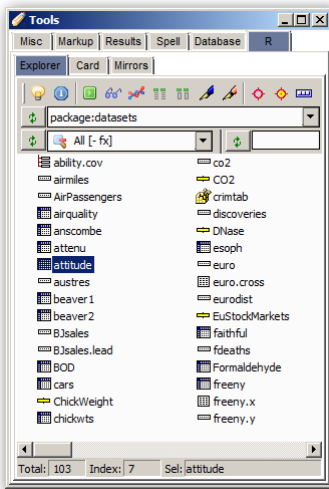 Tools
Misc Markup Results Spell Database R
Explorer Card Mirrors
package:datasets
All [- fx]
ability.cov
airmiles
AirPassengers
airquality
anscombe
attenu
attitude
austres
beaver1
beaver2
BJsales
BJsales.lead
BOD
cars
ChickWeight
chickwts
co2
CO2
crimtab
discoveries
DNase
esoph
euro
euro.cross
eurodist
EuStockMarkets
faithful
fdeaths
Formaldehyde
freeny
freeny.x
freeny.y
Total: 103 Index: 7 Sel: attitude